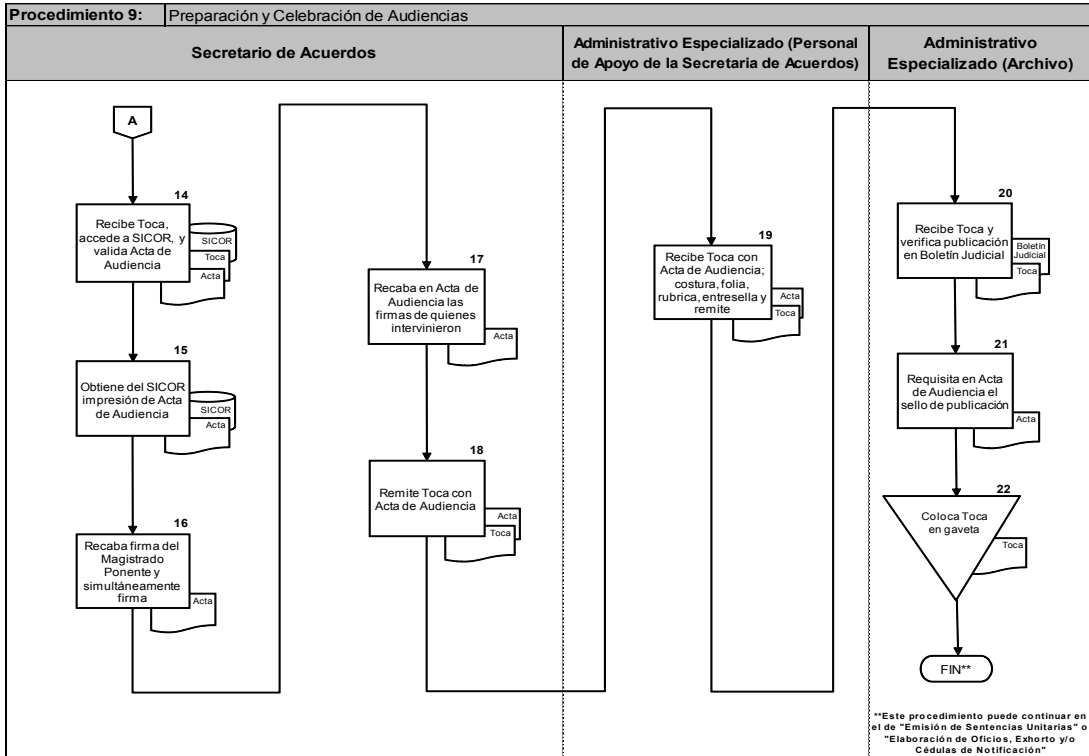 Procedimiento 9: Preparación y Celebración de Audiencias
Secretario de Acuerdos
Administrativo Especializado (Personal
de Apoyo de la Secretaria de Acuerdos)
Administrativo
Especializado (Archivo)
A
14
Recibe Toca,
accede a SICOR, y
valida Acta de
Audiencia
SICOR
Toca
Acta
15
Obtiene del SICOR
impresión de Acta
de Audiencia
SICOR
Acta
16
Recaba firma del
Magistrado
Ponente y
simultáneamente
firma
Acta
17
Recaba en Acta de
Audiencia las
firmas de quienes
intervinieron
Acta
18
Remite Toca con
Acta de Audiencia
Acta
Toca
19
Recibe Toca con
Acta de Audiencia;
costura, folia,
rubrica, entresella y
remite
Acta
Toca
20
Recibe Toca y
verifica publicación
en Boletín Judicial
Boletín
Judicial
Toca
21
Requisita en Acta
de Audiencia el
sello de publicación
Acta
22
Coloca Toca
en gaveta
Toca
FIN**
**Este procedimiento puede continuar en
el de "Emisión de Sentencias Unitarias" o
"Elaboración de Oficios, Exhorto y/o
Cédulas de Notificación"